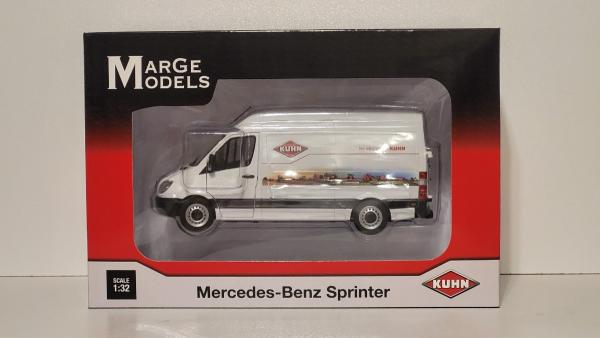 MARGE
MODELS
KUHN
KUHN
SCALE
1:32
Mercedes-Benz Sprinter
KUHN